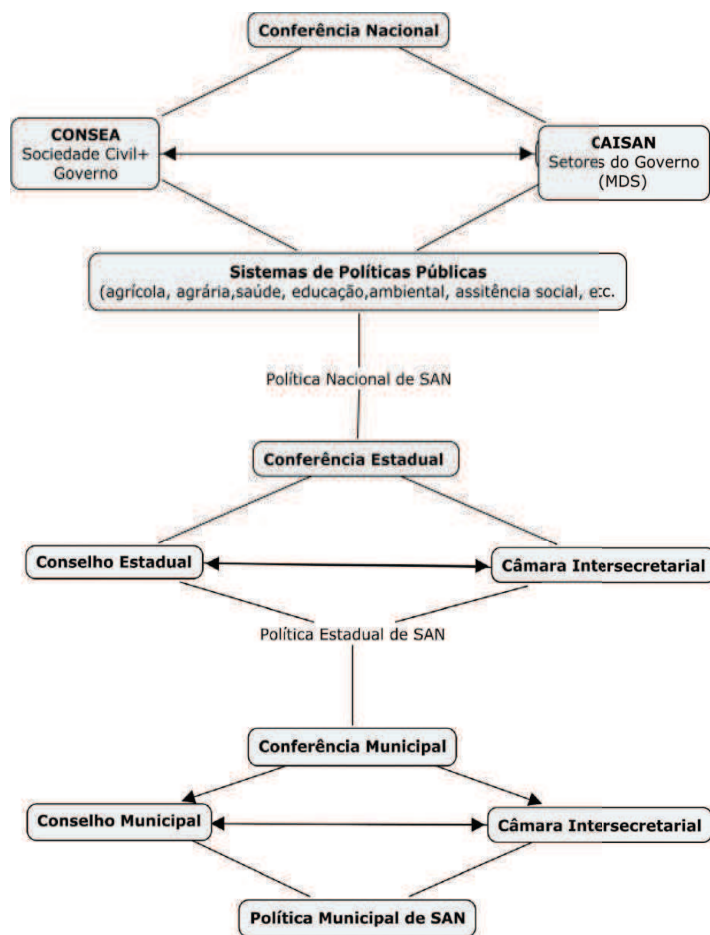 Conferência Nacional
CONSEA
Sociedade Civil+
Governo
CAISAN
Setores do Governo
(MDS)
Sistemas de Políticas Públicas
(agrícola, agrária,saúde, educação,ambiental, assitência social, etc.
Política Nacional de SAN
Conferência Estadual
Conselho Estadual
Câmara Intersecretarial
Política Estadual de SAN
Conferência Municipal
Conselho Municipal
Câmara Intersecretarial
Política Municipal de SAN